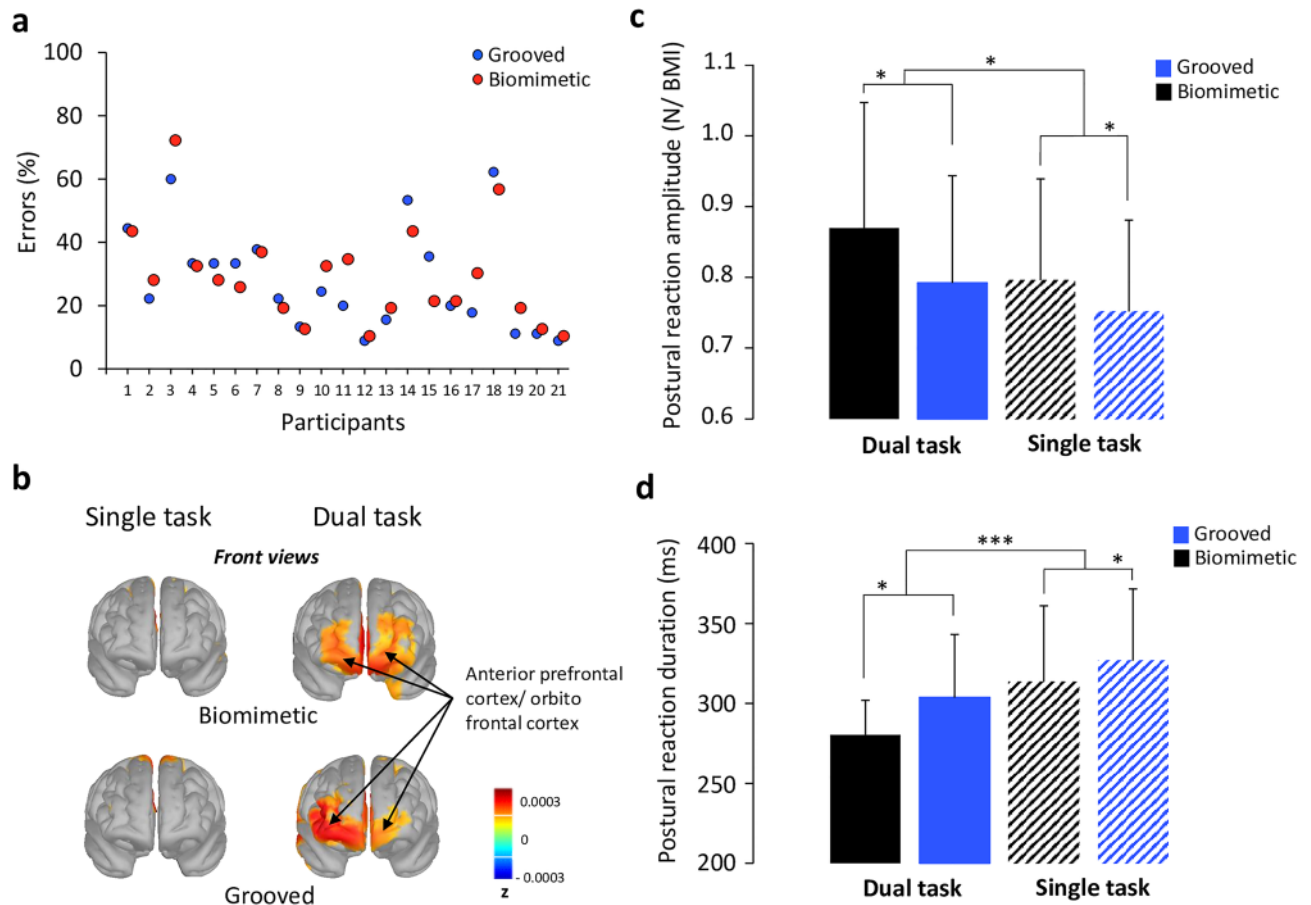 a
100
80
60
40
20
0
Errors (%)
Grooved
Biomimetic
1 2 3 4 5 6 7 8 9 10 11 12 13 14 15 16 17 18 19 20 21
Participants
b
Single task Dual task
Front views
Biomimetic
Anterior prefrontal
cortex/ orbito
frontal cortex
Grooved
0.0003
0
- 0.0003
z
c
Postural reaction amplitude (N/ BMI)
1.1
1.0
0.9
0.8
0.7
0.6
Grooved
Biomimetic
* * *
Dual task Single task
d
Postural reaction duration (ms)
400
350
300
250
200
Grooved
Biomimetic
* *** *
Dual task Single task